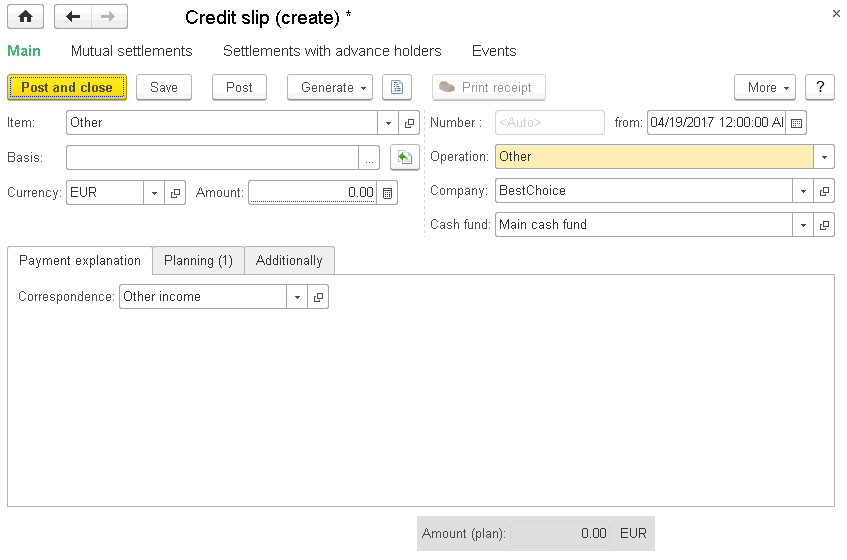 Credit slip (create) *
Main Mutual settlements Settlements with advance holders Events
Post and close Save Post Generate Print receipt More ?
Item: Other Number : <Auto> from: 04/19/2017 12:00:00 Al
Basis: ... Operation: Other
Currency: EUR Amount: 0.00 Company: BestChoice
Cash fund: Main cash fund
Payment explanation Planning (1) Additionally
Correspondence: Other income
Amount (plan): 0.00 EUR